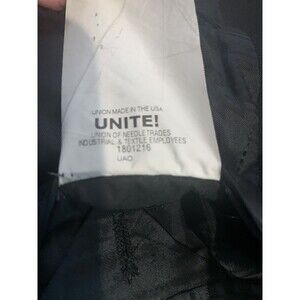 UNION MADE IN THE USA
UNITE!
UNION OF NEEDLETRADES
INDUSTRIAL & TEXTILE EMPLOYEES
1801216
UAO